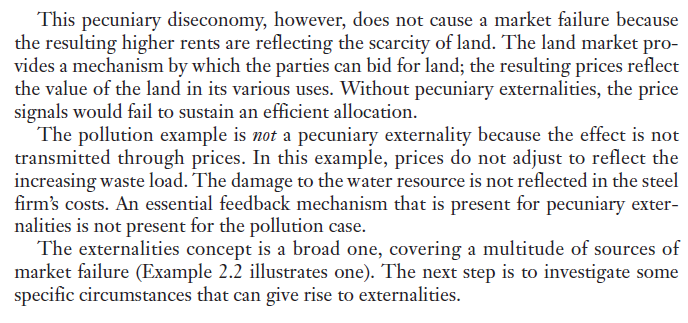 This pecuniary diseconomy, however, does not cause a market failure because
the resulting higher rents are reflecting the scarcity of land. The land market pro-
vides a mechanism by which the parties can bid for land; the resulting prices reflect
the value of the land in its various uses. Without pecuniary externalities, the price
signals would fail to sustain an efficient allocation.
The pollution example is not a pecuniary externality because the effect is not
transmitted through prices. In this example, prices do not adjust to reflect the
increasing waste load. The damage to the water resource is not reflected in the steel
firm's costs. An essential feedback mechanism that is present for pecuniary exter-
nalities is not present for the pollution case.
The externalities concept is a broad one, covering a multitude of sources of
market failure (Example 2.2 illustrates one). The next step is to investigate some
specific circumstances that can give rise to externalities.